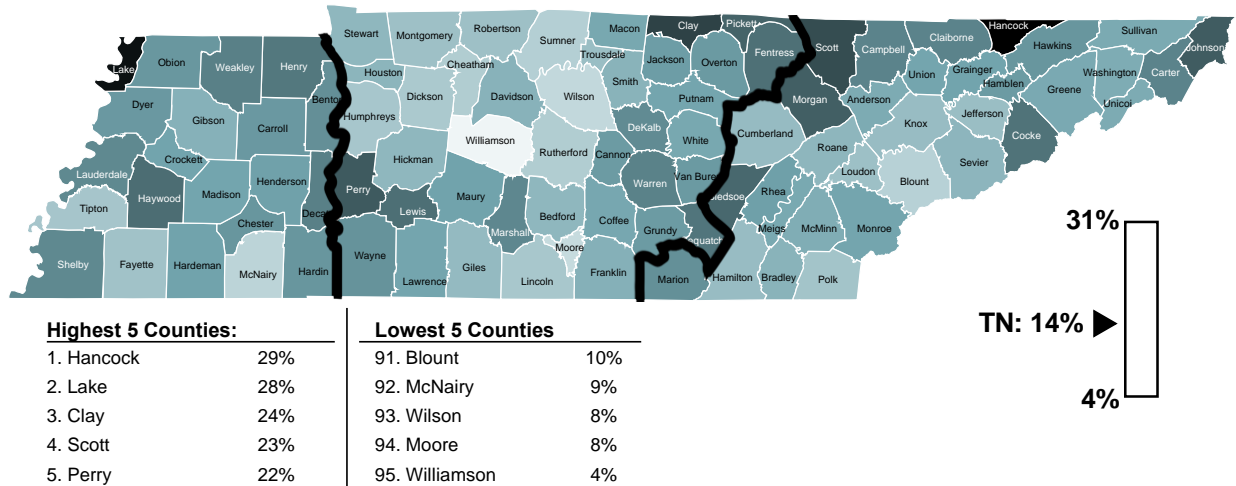 Stewart
Montgomery
Robertson
Sumner
Macon
Clay
Pickett
Scott
Campbell
Claiborne
Hancock
Hawkins
Sullivan
Johnson
Lake
Obion
Weakley
Henry
Houston
Cheatham
Trousdale
Jackson
Overton
Fentress
Union
Grainger
Hamblen
Washington
Carter
Greene
Unicoi
Dyer
Gibson
Carroll
Benton
Humphreys
Dickson
Davidson
Wilson
Smith
Putnam
Morgan
Anderson
Knox
Jefferson
Cocke
Crockett
Hickman
Williamson
Rutherford
DeKalb
Cannon
White
Cumberland
Roane
Loudon
Blount
Sevier
Lauderdale
Haywood
Madison
Henderson
Decat
Perry
Lewis
Maury
Warren
Van Bure
ledsoe
Rhea
Tipton
Chester
Marshall
Bedford
Coffee
Grundy
equatch
Meigs
McMinn
Monroe
Shelby
Fayette
Hardeman
McNairy
Hardin
Wayne
Lawrence
Giles
Lincoln
Moore
Franklin
Marion
Hamilton
Bradley
Polk
31%
TN: 14%
4%
Highest 5 Counties:
1. Hancock 29%
2. Lake 28%
3. Clay 24%
4. Scott 23%
5. Perry 22%
Lowest 5 Counties
91. Blount 10%
92. McNairy 9%
93. Wilson 8%
94. Moore 8%
95. Williamson 4%